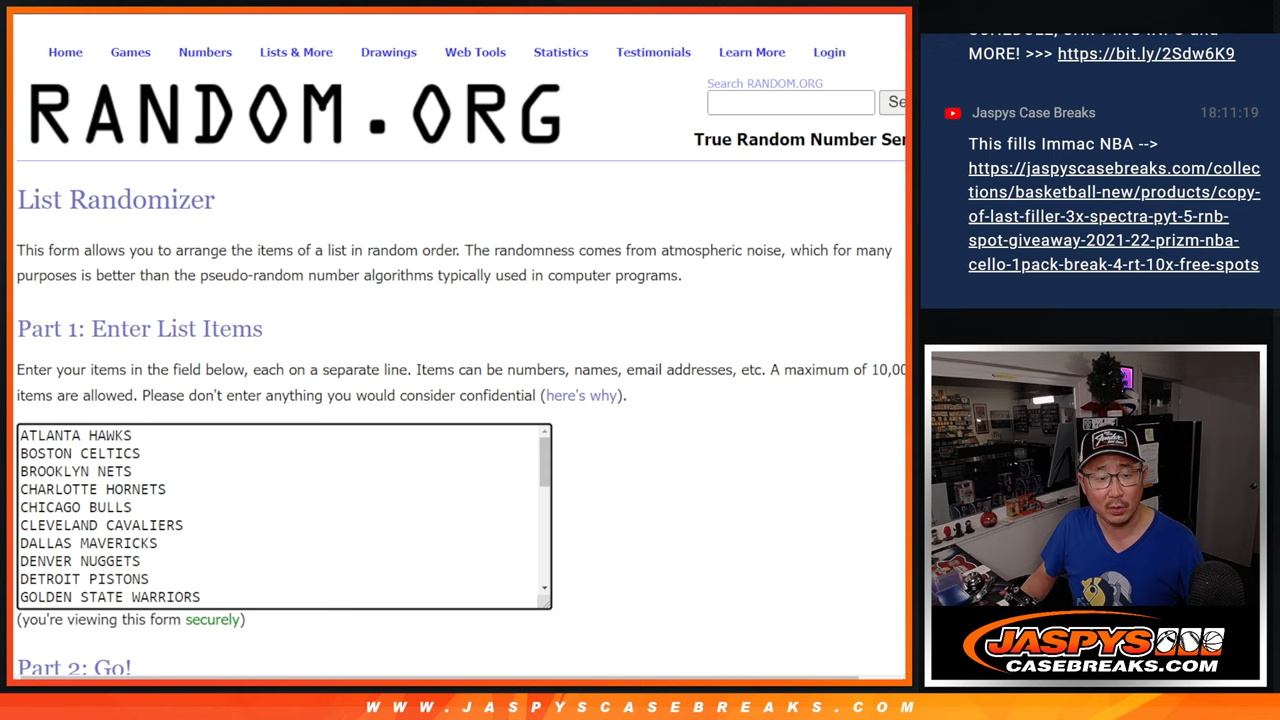 Home Games Numbers Lists & More Drawings Web Tools Statistics Testimonials Learn More Login
RANDOM.ORG
Search RANDOM.ORG
Se
True Random Number Ser
List Randomizer
This form allows you to arrange the items of a list in random order. The randomness comes from atmospheric noise, which for many
purposes is better than the pseudo-random number algorithms typically used in computer programs.
Part 1: Enter List Items
Enter your items in the field below, each on a separate line. Items can be numbers, names, email addresses, etc. A maximum of 10,00
items are allowed. Please don't enter anything you would consider confidential (here's why).
ATLANTA HAWKS
BOSTON CELTICS
BROOKLYN NETS
CHARLOTTE HORNETS
CHICAGO BULLS
CLEVELAND CAVALIERS
DALLAS MAVERICKS
DENVER NUGGETS
DETROIT PISTONS
GOLDEN STATE WARRIORS
(you're viewing this form securely)
Part 2: Go!
MORE! >>> https://bit.ly/2Sdw6K9
Jaspys Case Breaks 18:11:19
This fills Immac NBA -->
https://jaspyscasebreaks.com/collec
tions/basketball-new/products/copy-
of-last-filler-3x-spectra-pyt-5-rnb-
spot-giveaway-2021-22-prizm-nba-
cello-1pack-break-4-rt-10x-free-spots
Fender
JASPYS
CASEBREAKS.COM
WWW.JASPYSCASEBREAKS.COM